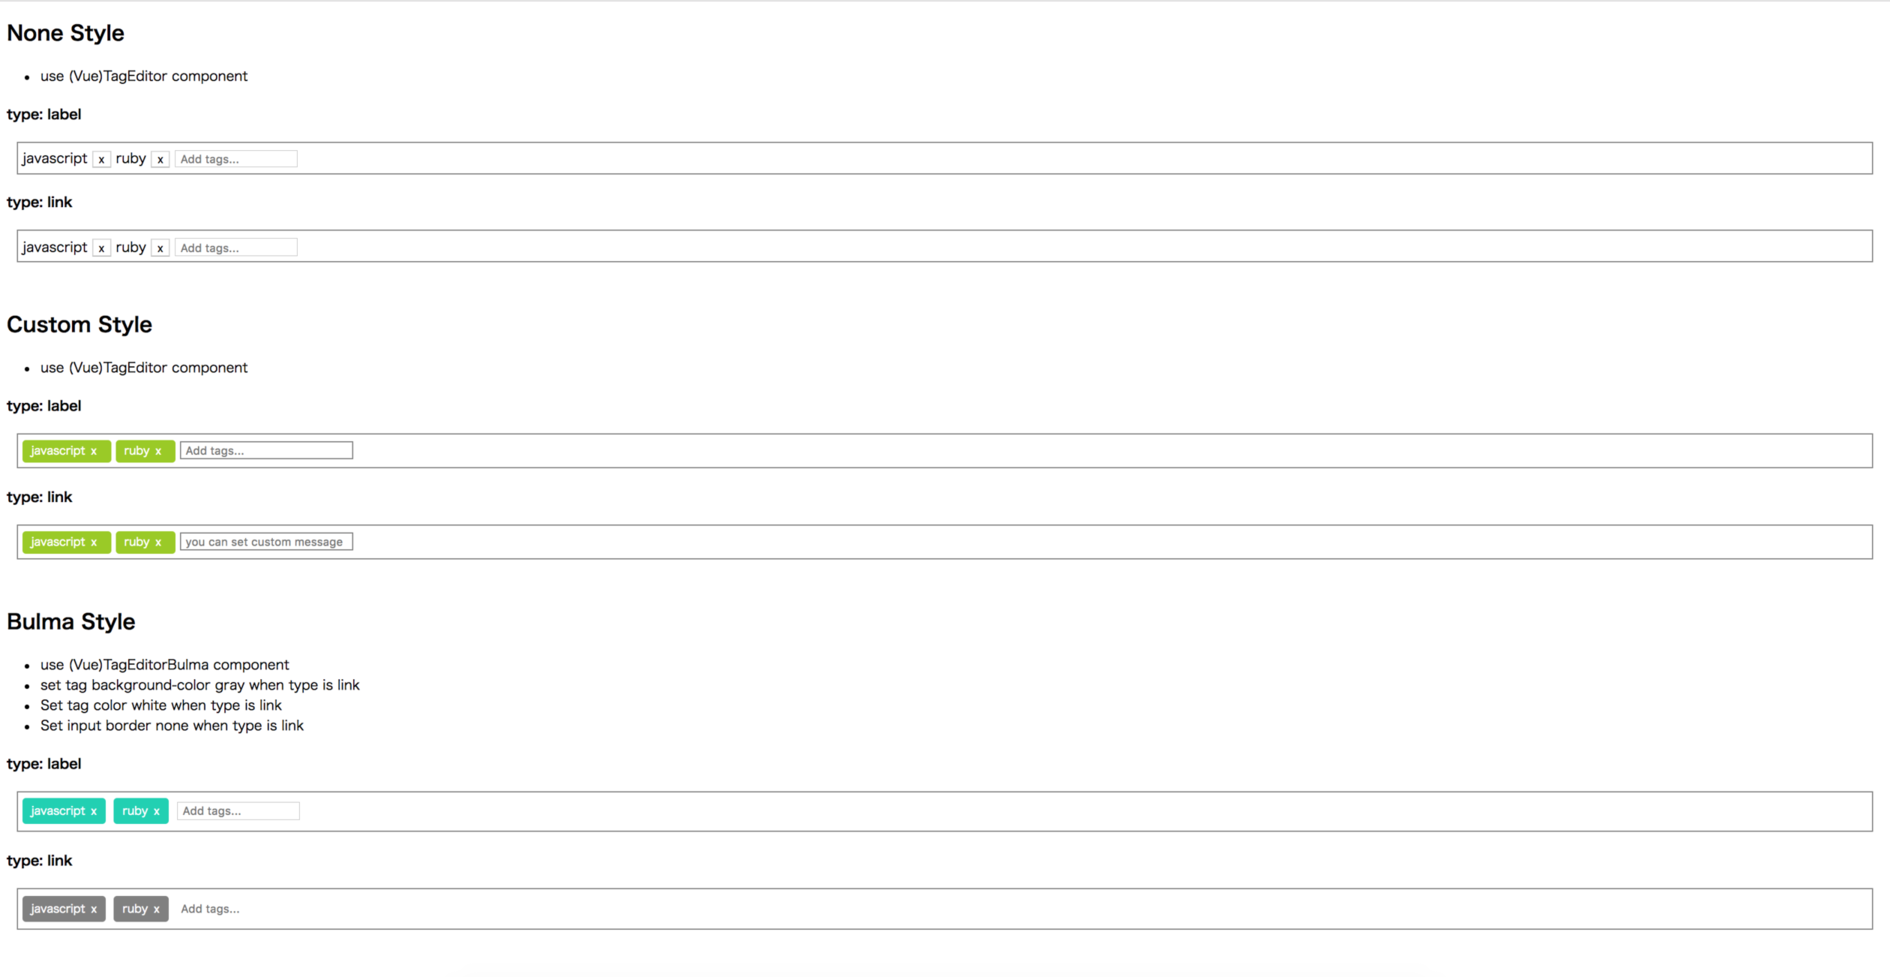 None Style
• use (Vue)TagEditor component
type: label
javascript x ruby x Add tags...
type: link
javascript x ruby x Add tags...
Custom Style
• use (Vue)TagEditor component
type: label
javascript x ruby x Add tags...
type: link
javascript x ruby x you can set custom message
Bulma Style
• use (Vue)TagEditorBulma component
• set tag background-color gray when type is link
• Set tag color white when type is link
• Set input border none when type is link
type: label
javascript x ruby x Add tags...
type: link
javascript x ruby x Add tags...